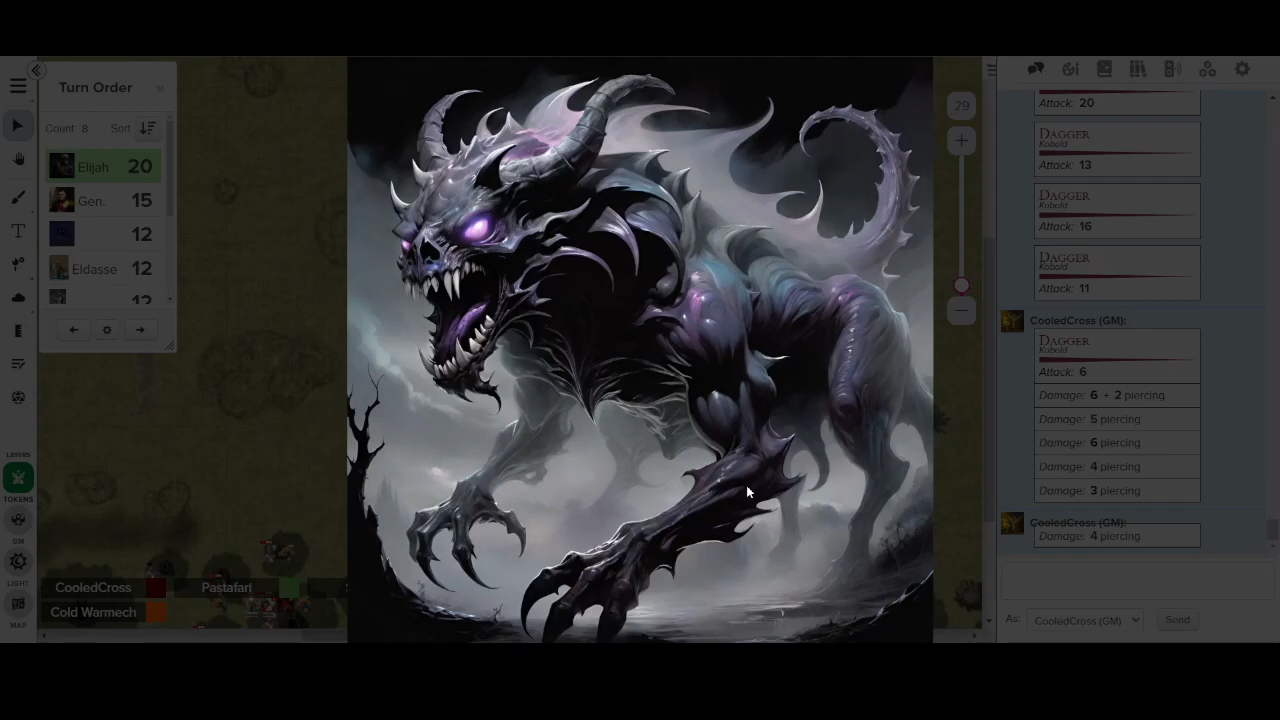 Turn Order
×
Count 8 Sort
Elijah 20
Gen. 15
12
Eldasse 12
12
LAYERS
TOKENS
GM
LIGHT
MAP
CooledCross
Pastafarl
Cold Warmech
29
Attack: 20
DAGGER
Kobold
Attack: 13
DAGGER
Kobold
Attack: 16
DAGGER
Kobold
Attack: 11
CooledCross (GM):
DAGGER
Kobold
Attack: 6
Damage: 6 + 2 piercing
Damage: 5 piercing
Damage: 6 piercing
Damage: 4 piercing
Damage: 3 piercing
CooledCross (GM):
Damage: 4 piercing
As: CooledCross (GM) Send